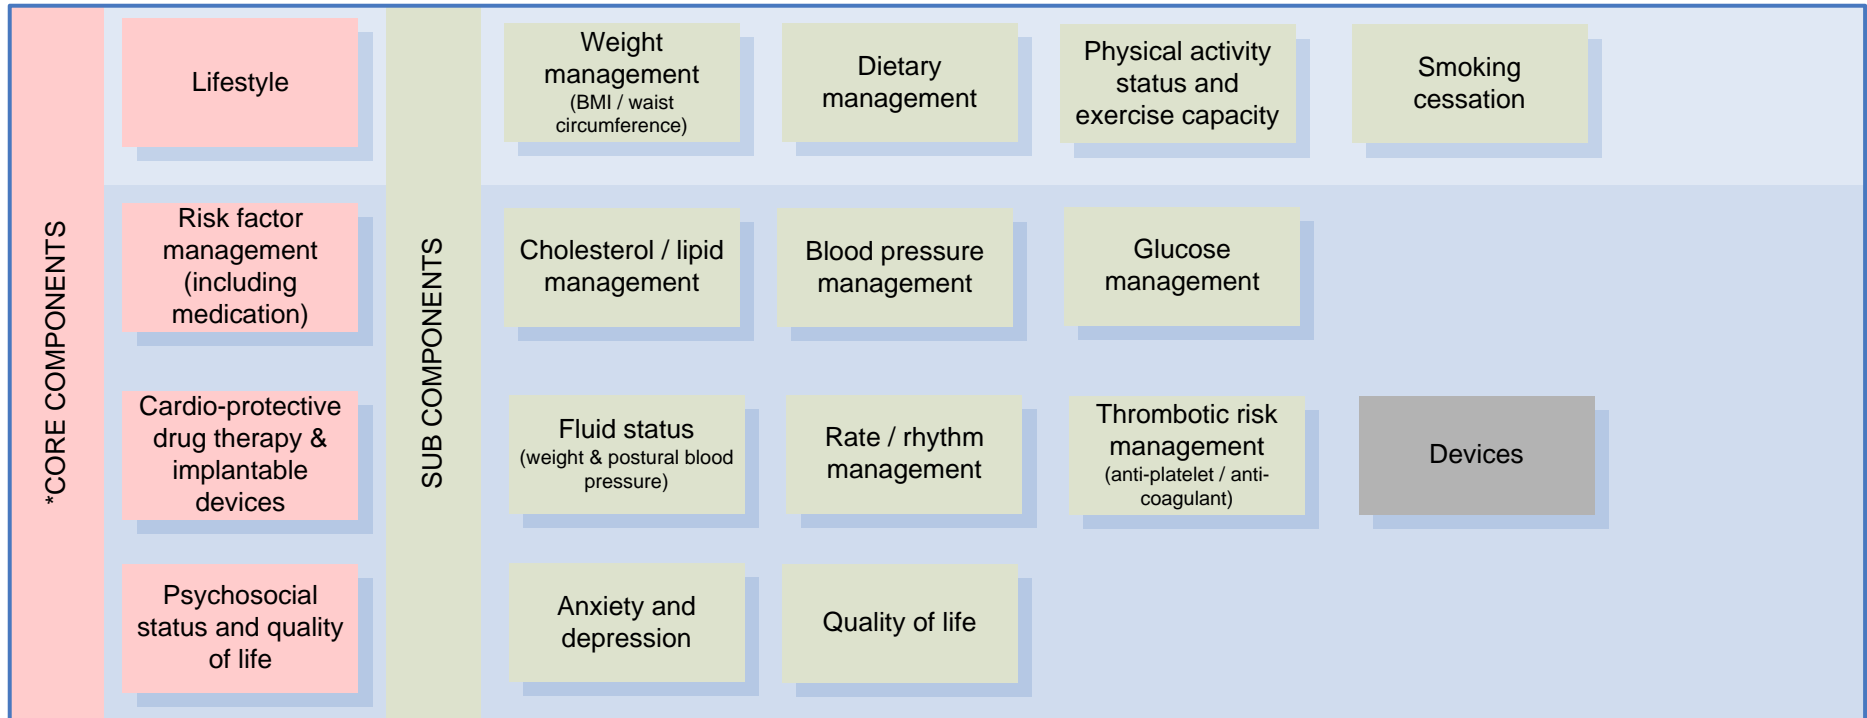 *CORE COMPONENTS
Lifestyle
SUB COMPONENTS
Weight
management
(BMI / waist
circumference)
Dietary
management
Physical activity
status and
exercise capacity
Smoking
cessation
Risk factor
management
(including
medication)
Cholesterol / lipid
management
Blood pressure
management
Glucose
management
Cardio-protective
drug therapy &
implantable
devices
Fluid status
(weight & postural blood
pressure)
Rate / rhythm
management
Thrombotic risk
management
(anti-platelet / anti-
coagulant)
Devices
Psychosocial
status and quality
of life
Anxiety and
depression
Quality of life